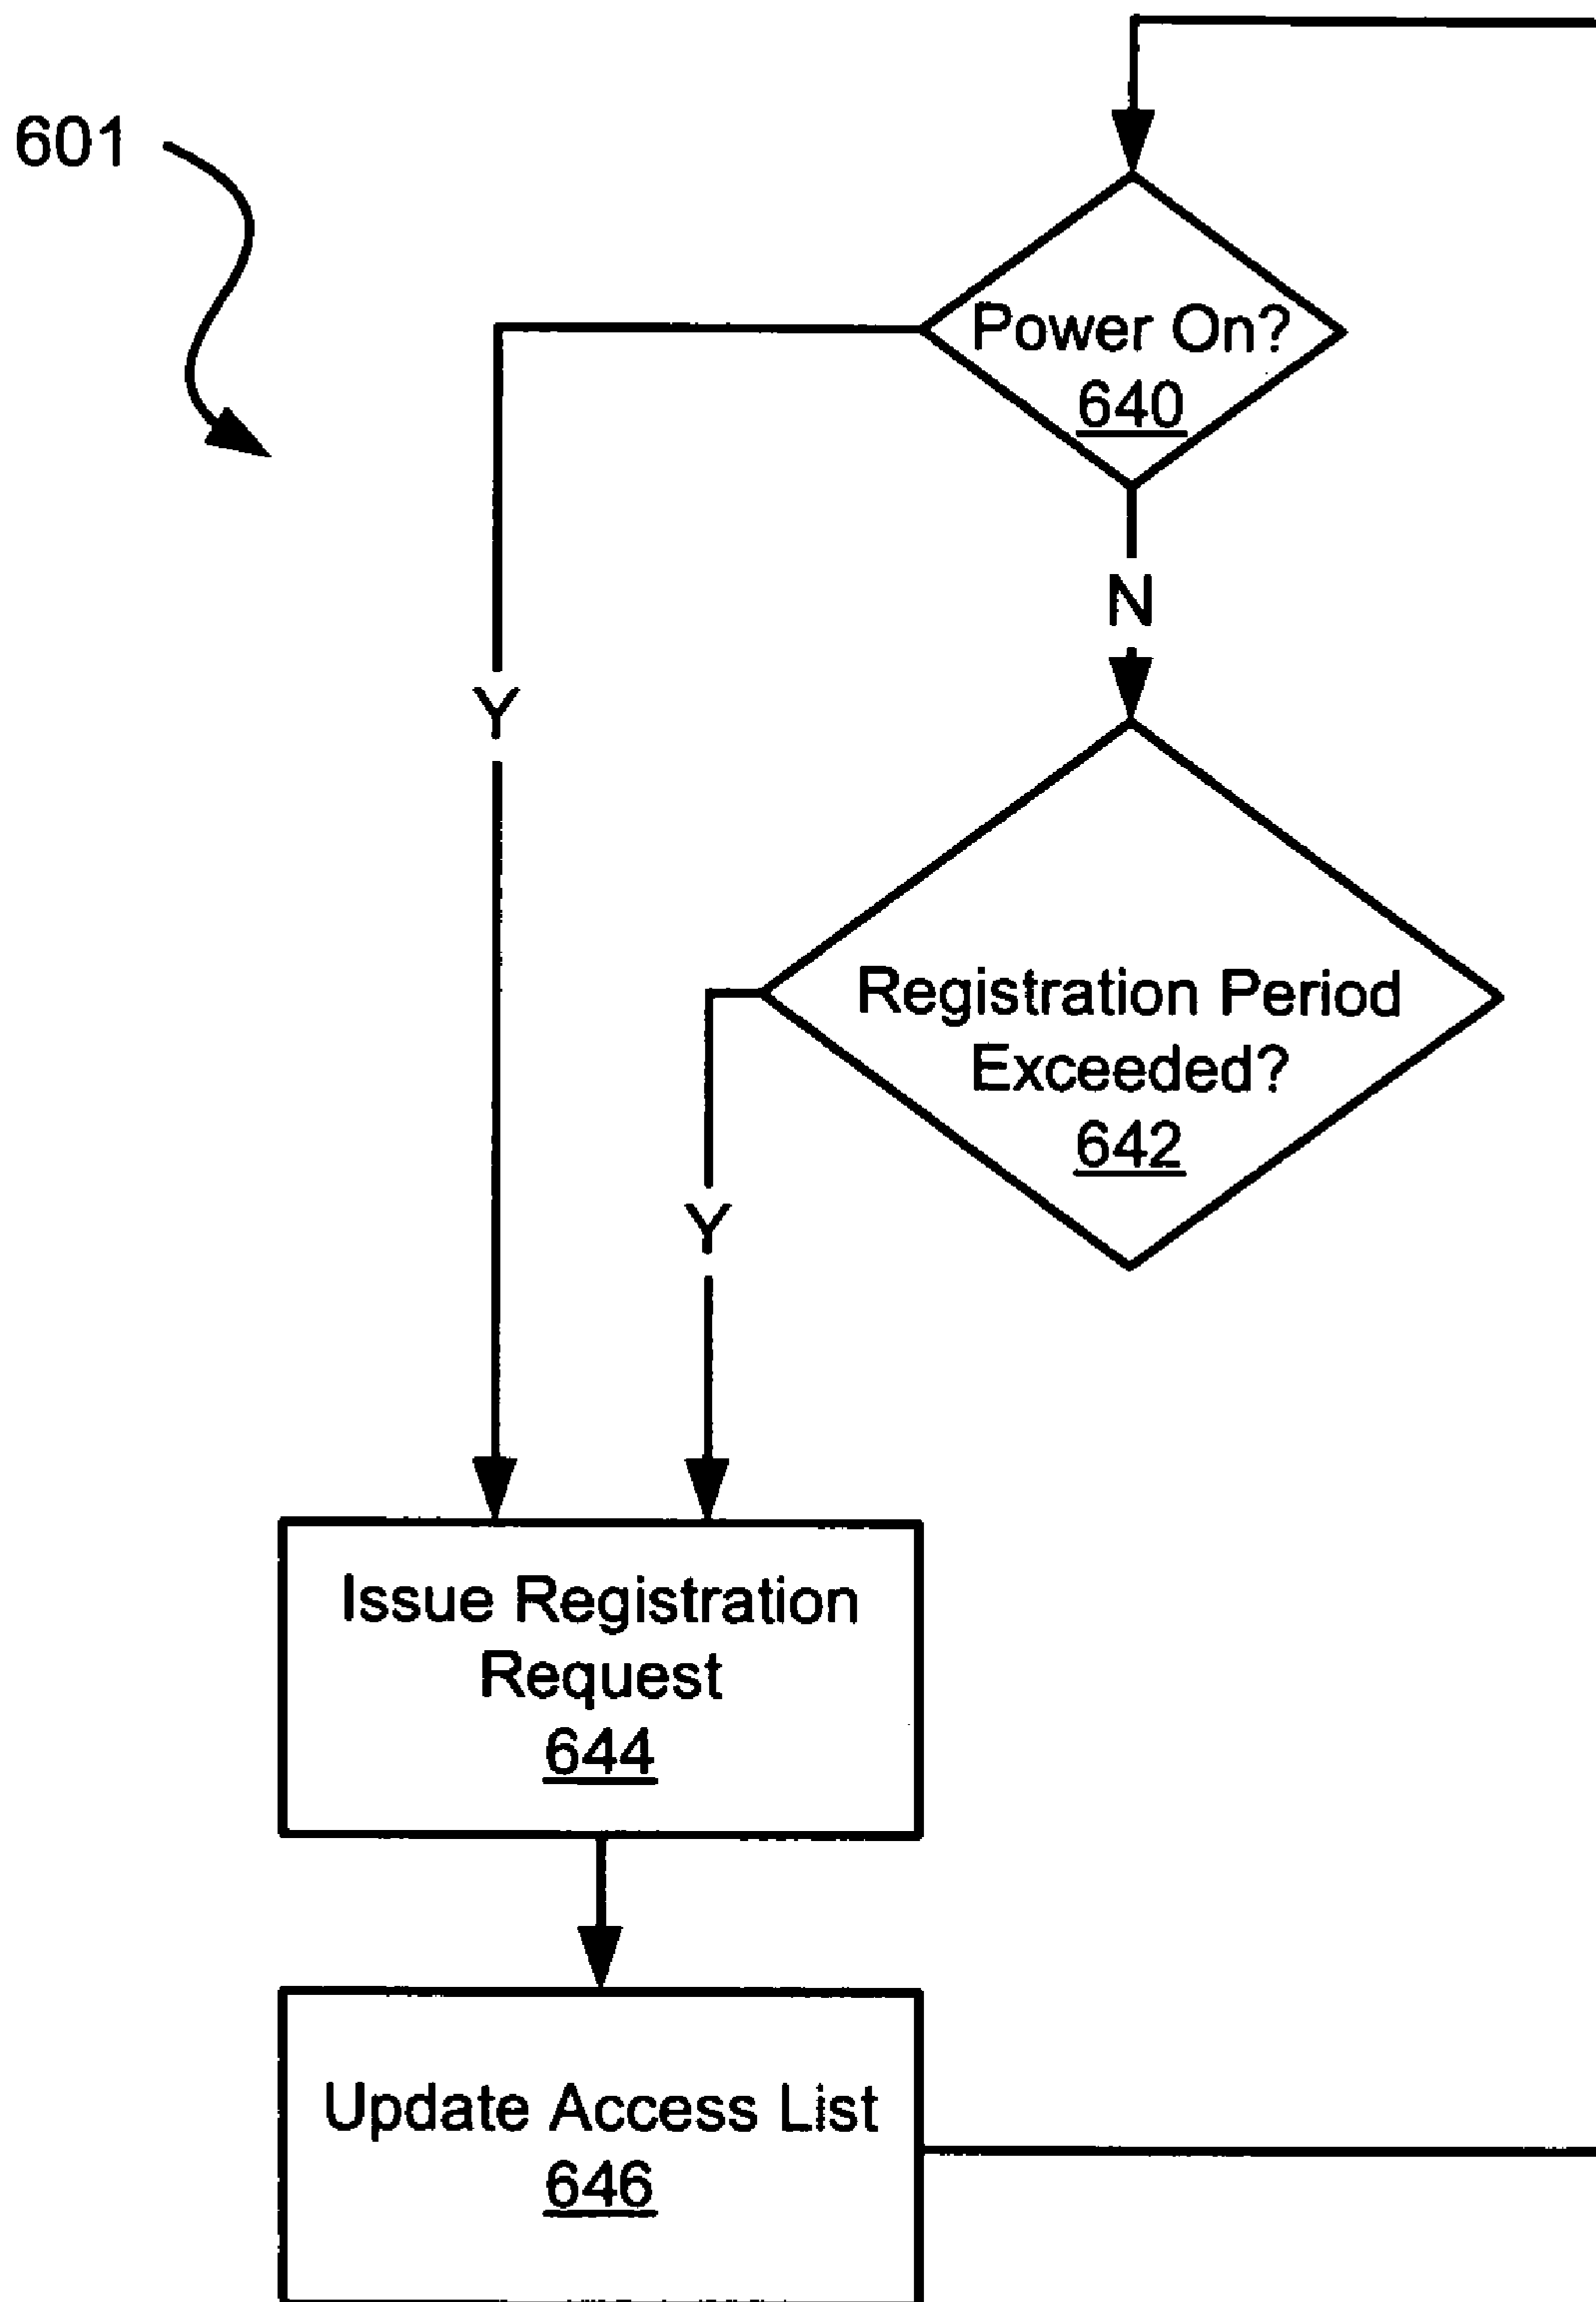 601
Power On?
640
N
Y
Registration Period
Exceeded?
642
Y
Issue Registration
Request
644
Update Access List
646